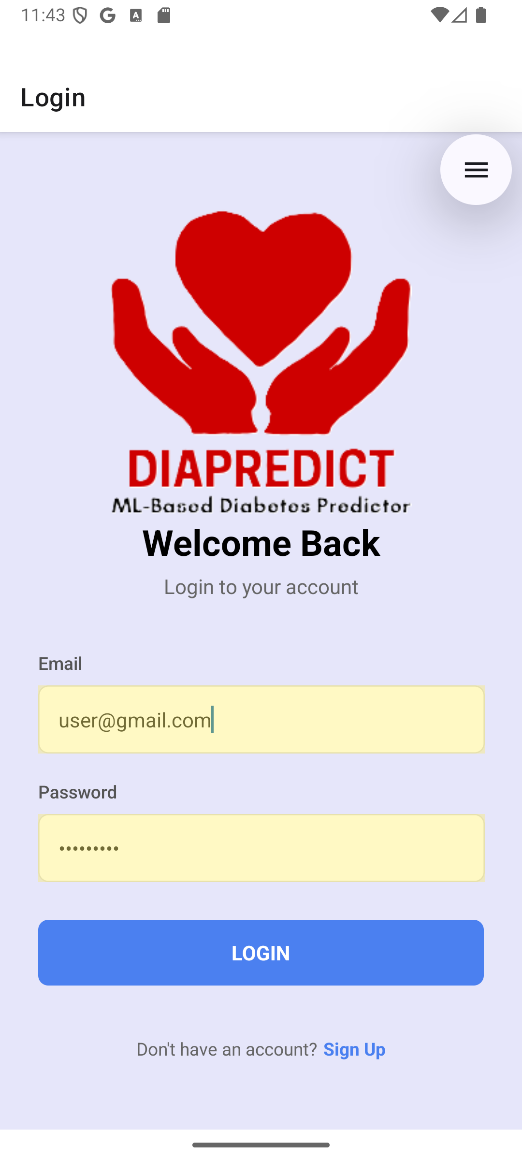 11:43
Login
DIAPREDICT
ML-Based Diabetes Predictor
Welcome Back
Login to your account
Email
user@gmail.com
Password
•••••••••
LOGIN
Don't have an account? Sign Up